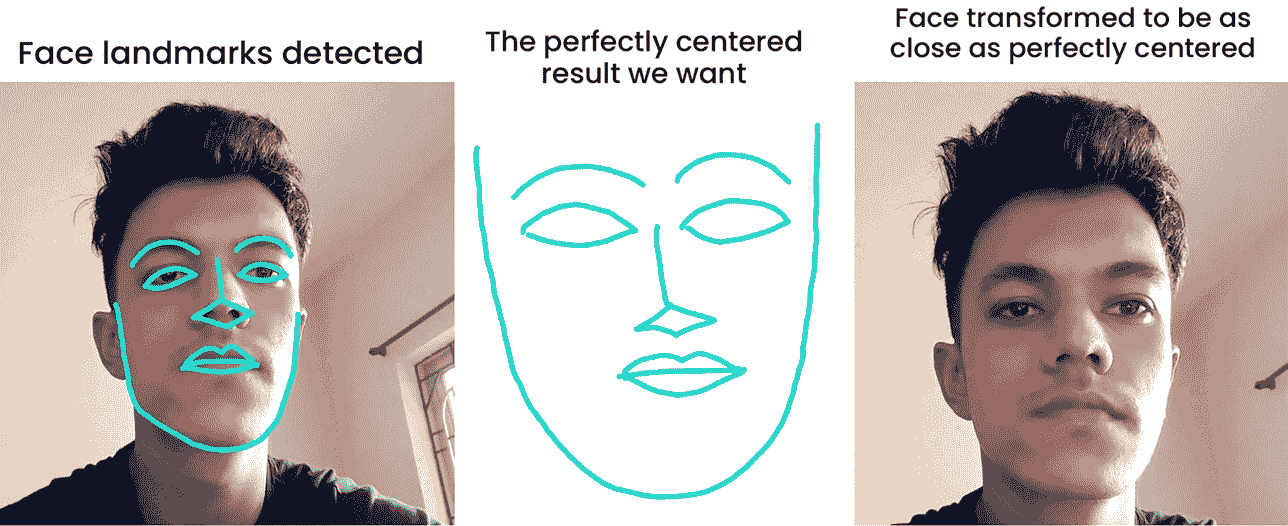 Face landmarks detected
The perfectly centered
result we want
Face transformed to be as
close as perfectly centered